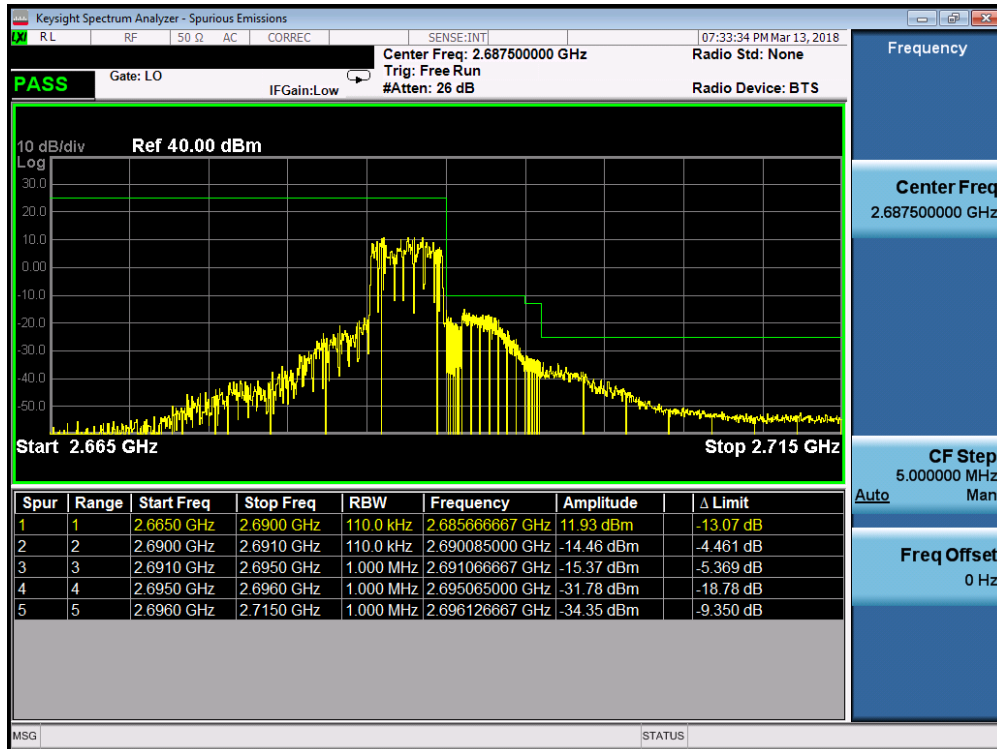 Keysight Spectrum Analyzer - Spurious Emissions
LXI RL RF 50 Ω AC CORREC SENSE:INT 07:33:34 PM Mar 13, 2018
Center Freq: 2.687500000 GHz Radio Std: None
Gate: LO Trig: Free Run
PASS IFGain:Low #Atten: 26 dB Radio Device: BTS
10 dB/div Ref 40.00 dBm
Log
30.0
20.0
10.0
0.00
-10.0
-20.0
-30.0
-40.0
-50.0
Start 2.665 GHz Stop 2.715 GHz
Spur Range Start Freq Stop Freq RBW Frequency Amplitude Δ Limit
1 1 2.6650 GHz 2.6900 GHz 110.0 kHz 2.685666667 GHz 11.93 dBm -13.07 dB
2 2 2.6900 GHz 2.6910 GHz 110.0 kHz 2.690085000 GHz -14.46 dBm -4.461 dB
3 3 2.6910 GHz 2.6950 GHz 1.000 MHz 2.691066667 GHz -15.37 dBm -5.369 dB
4 4 2.6950 GHz 2.6960 GHz 1.000 MHz 2.695065000 GHz -31.78 dBm -18.78 dB
5 5 2.6960 GHz 2.7150 GHz 1.000 MHz 2.696126667 GHz -34.35 dBm -9.350 dB
MSG STATUS
Frequency
Center Freq
2.687500000 GHz
CF Step
5.000000 MHz
Auto Man
Freq Offset
0 Hz